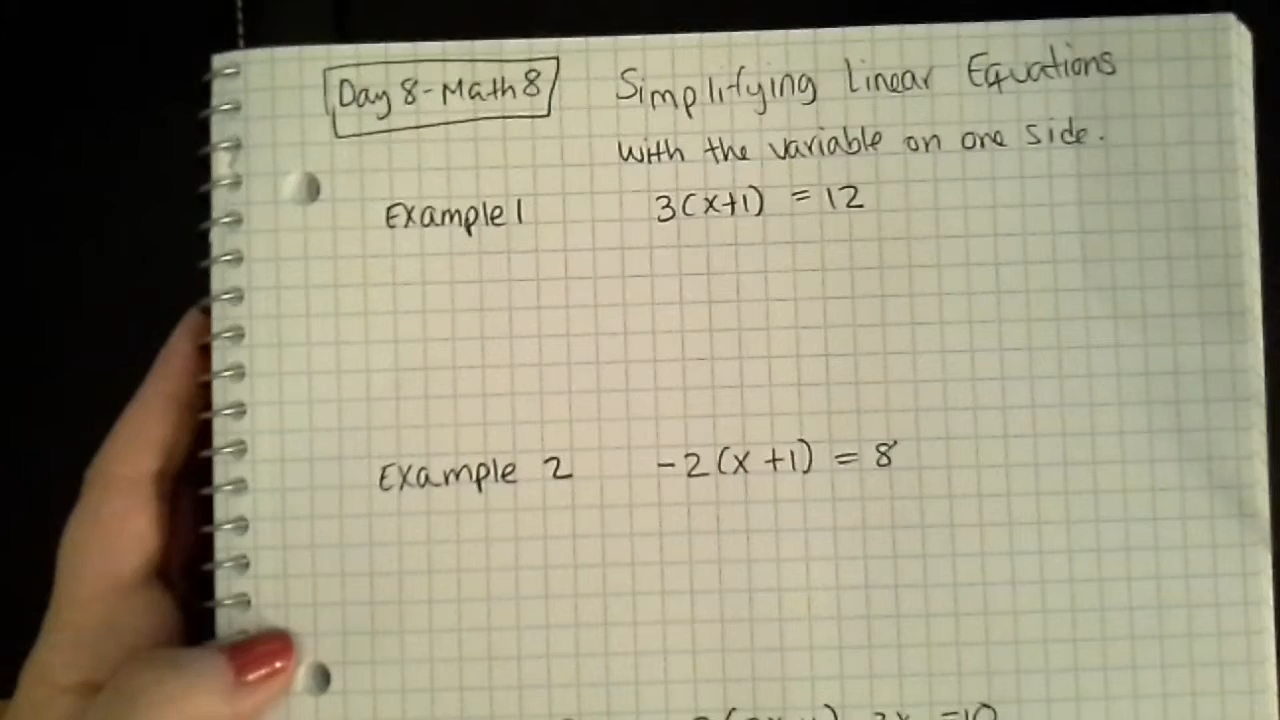 Day 8-Math 8
Simplifying Linear Equations
with the variable on one side.
Example 1 3(x+1) = 12
Example 2 -2(x+1) = 8
=10